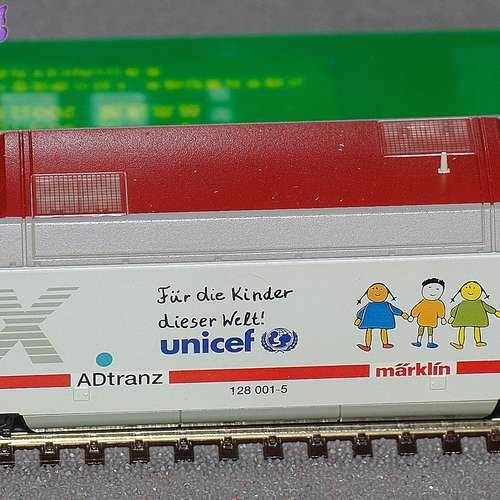 Für die Kinder
dieser Welt!
unicef
ADtranz
märklin
128 001-5